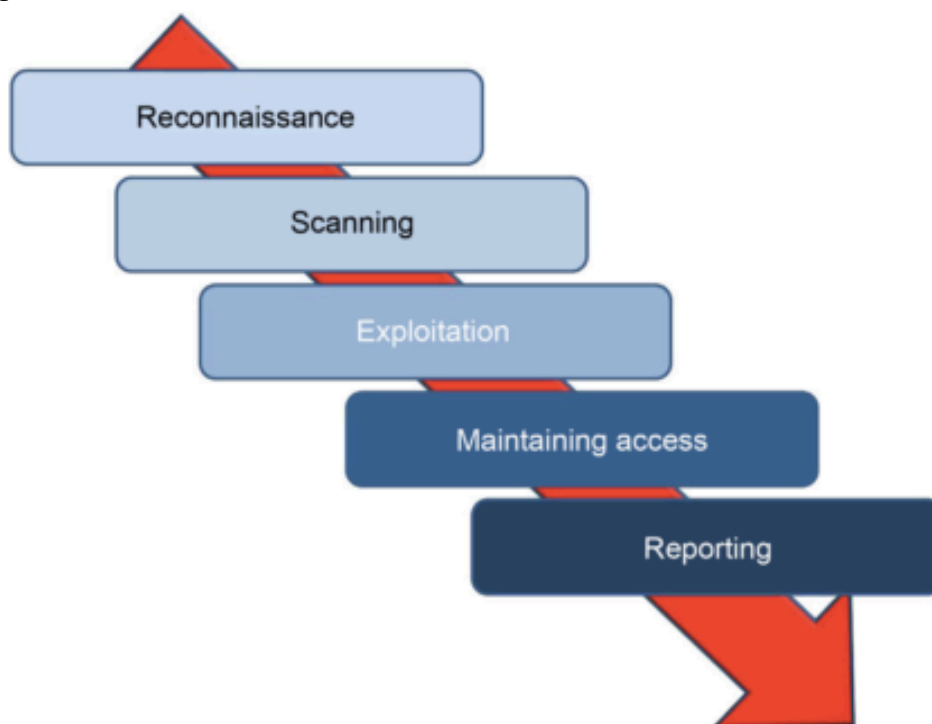 Reconnaissance
Scanning
Exploitation
Maintaining access
Reporting